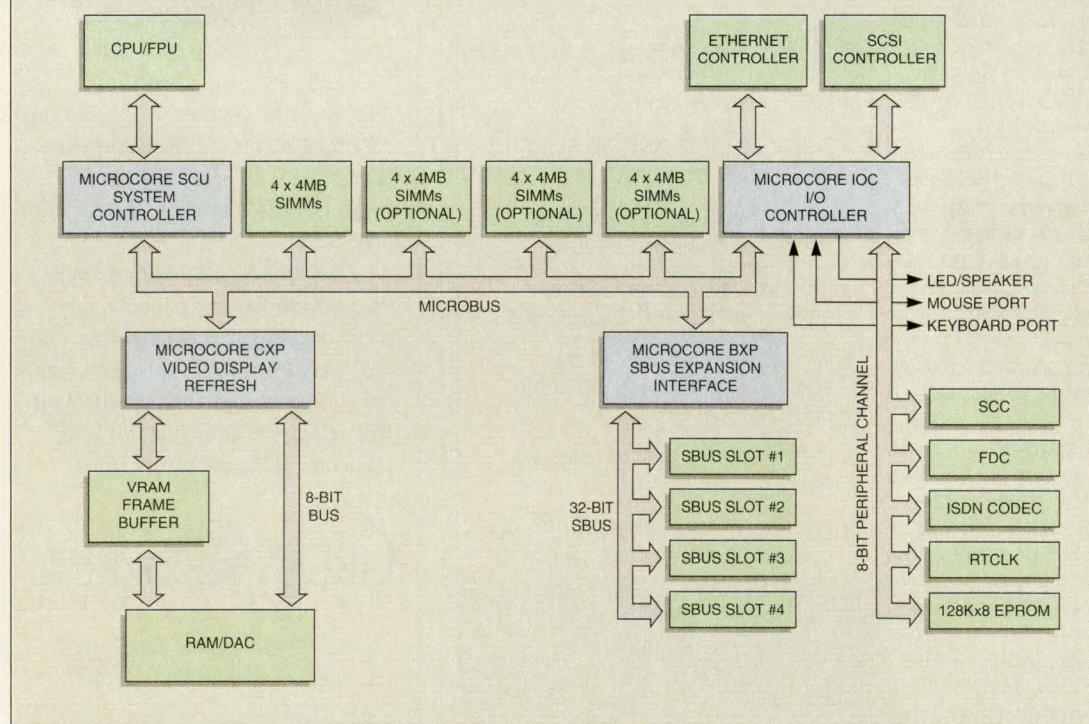 CPU/FPU
ETHERNET
CONTROLLER
SCSI
CONTROLLER
MICROCORE SCU
SYSTEM
CONTROLLER
4 x 4MB
SIMMs
4 x 4MB
SIMMs
(OPTIONAL)
4 x 4MB
SIMMs
(OPTIONAL)
4 x 4MB
SIMMs
(OPTIONAL)
MICROCORE IOC
I/O
CONTROLLER
MICROBUS
LED/SPEAKER
MOUSE PORT
KEYBOARD PORT
MICROCORE CXP
VIDEO DISPLAY
REFRESH
MICROCORE BXP
SBUS EXPANSION
INTERFACE
VRAM
FRAME
BUFFER
8-BIT
BUS
RAM/DAC
32-BIT
SBUS
SBUS SLOT #1
SBUS SLOT #2
SBUS SLOT #3
SBUS SLOT #4
8-BIT PERIPHERAL CHANNEL
SCC
FDC
ISDN CODEC
RTCLK
128Kx8 EPROM